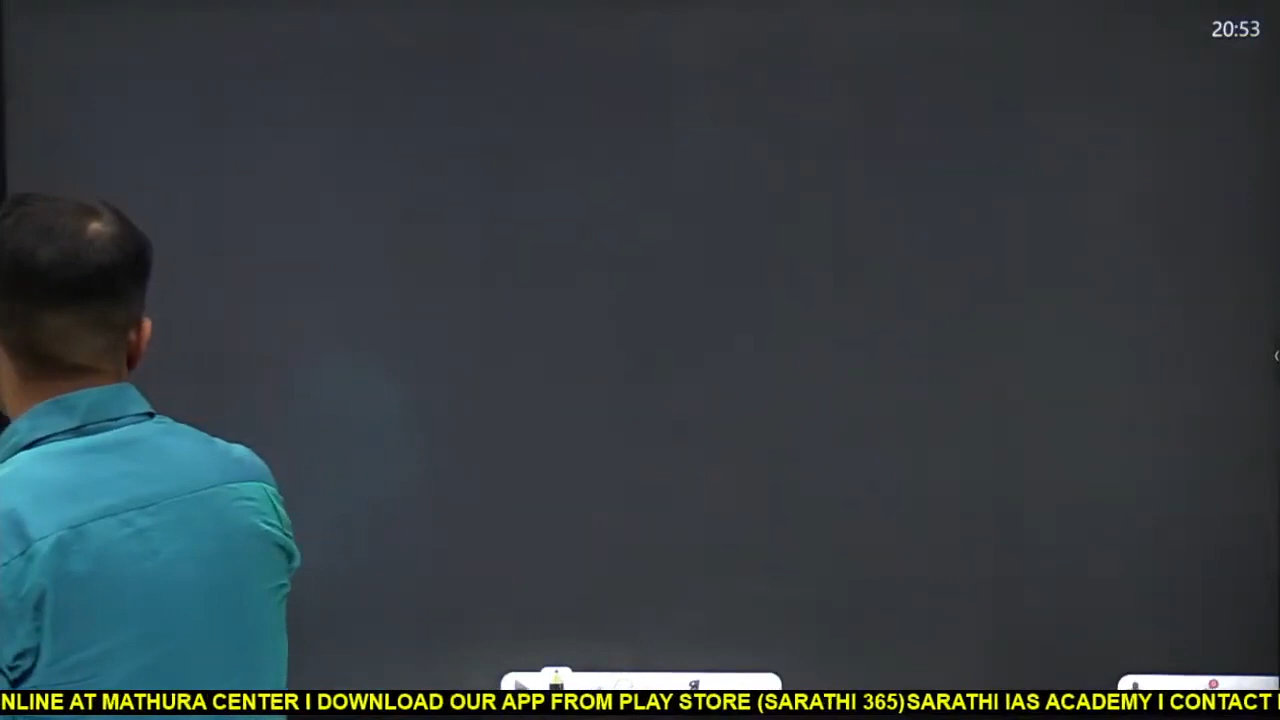 20:53
NLINE AT MATHURA CENTER I DOWNLOAD OUR APP FROM PLAY STORE (SARATHI 365)SARATHI IAS ACADEMY I CONTACT